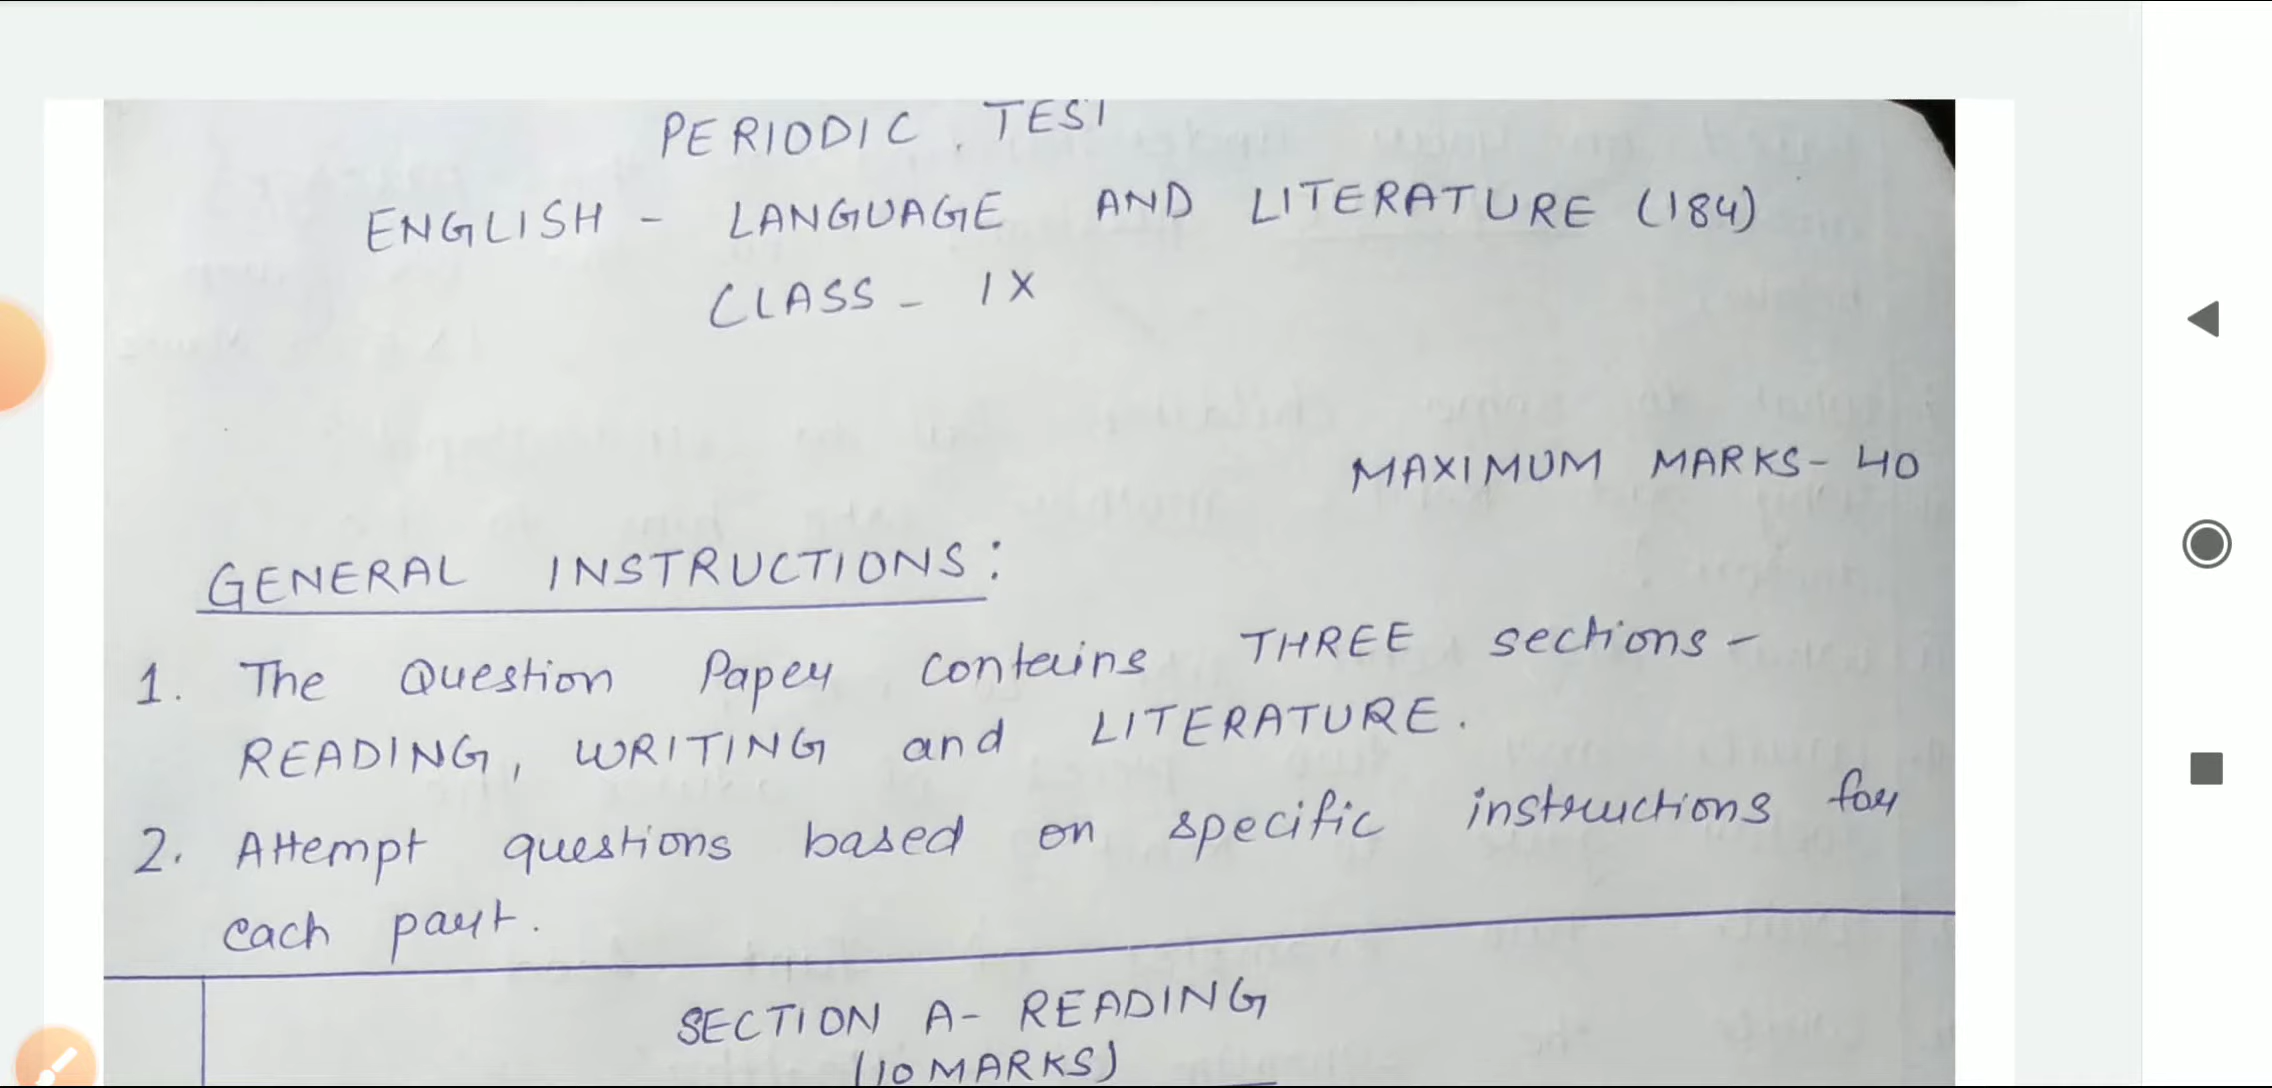 PERIODIC TEST
ENGLISH - LANGUAGE AND LITERATURE (184)
CLASS - IX
MAXIMUM MARKS - 40
GENERAL INSTRUCTIONS:
1. The Question Paper contains THREE sections -
READING, WRITING and LITERATURE.
2. Attempt questions based on specific instructions for
each part.
SECTION A - READING
(10 MARKS)